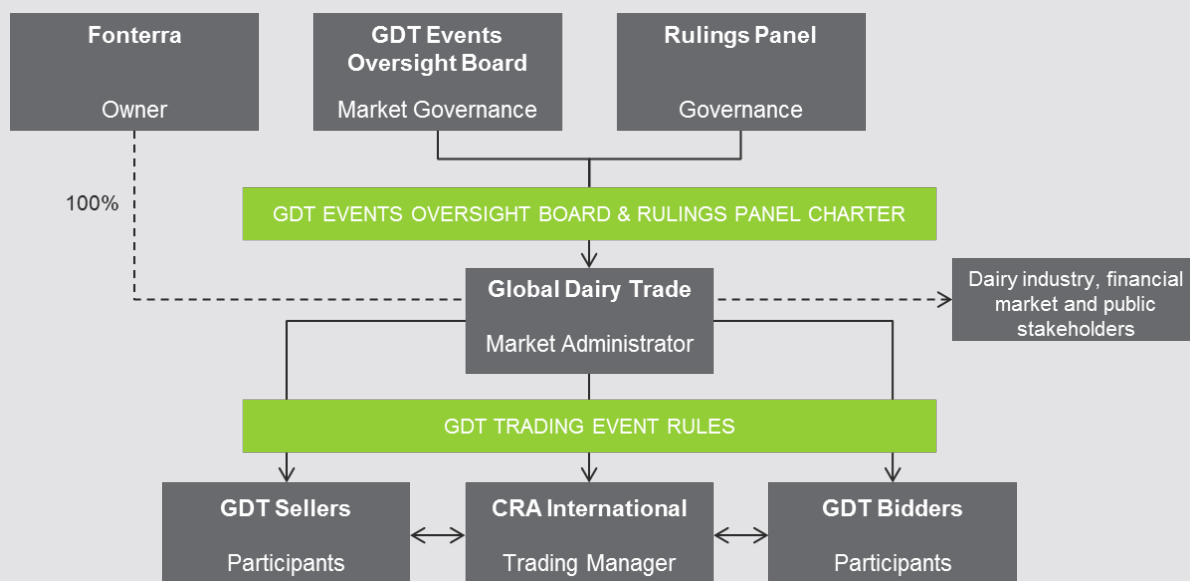 Fonterra
Owner
GDT Events
Oversight Board
Market Governance
Rulings Panel
Governance
100%
GDT EVENTS OVERSIGHT BOARD & RULINGS PANEL CHARTER
Global Dairy Trade
Market Administrator
Dairy industry, financial
market and public
stakeholders
GDT TRADING EVENT RULES
GDT Sellers
Participants
CRA International
Trading Manager
GDT Bidders
Participants